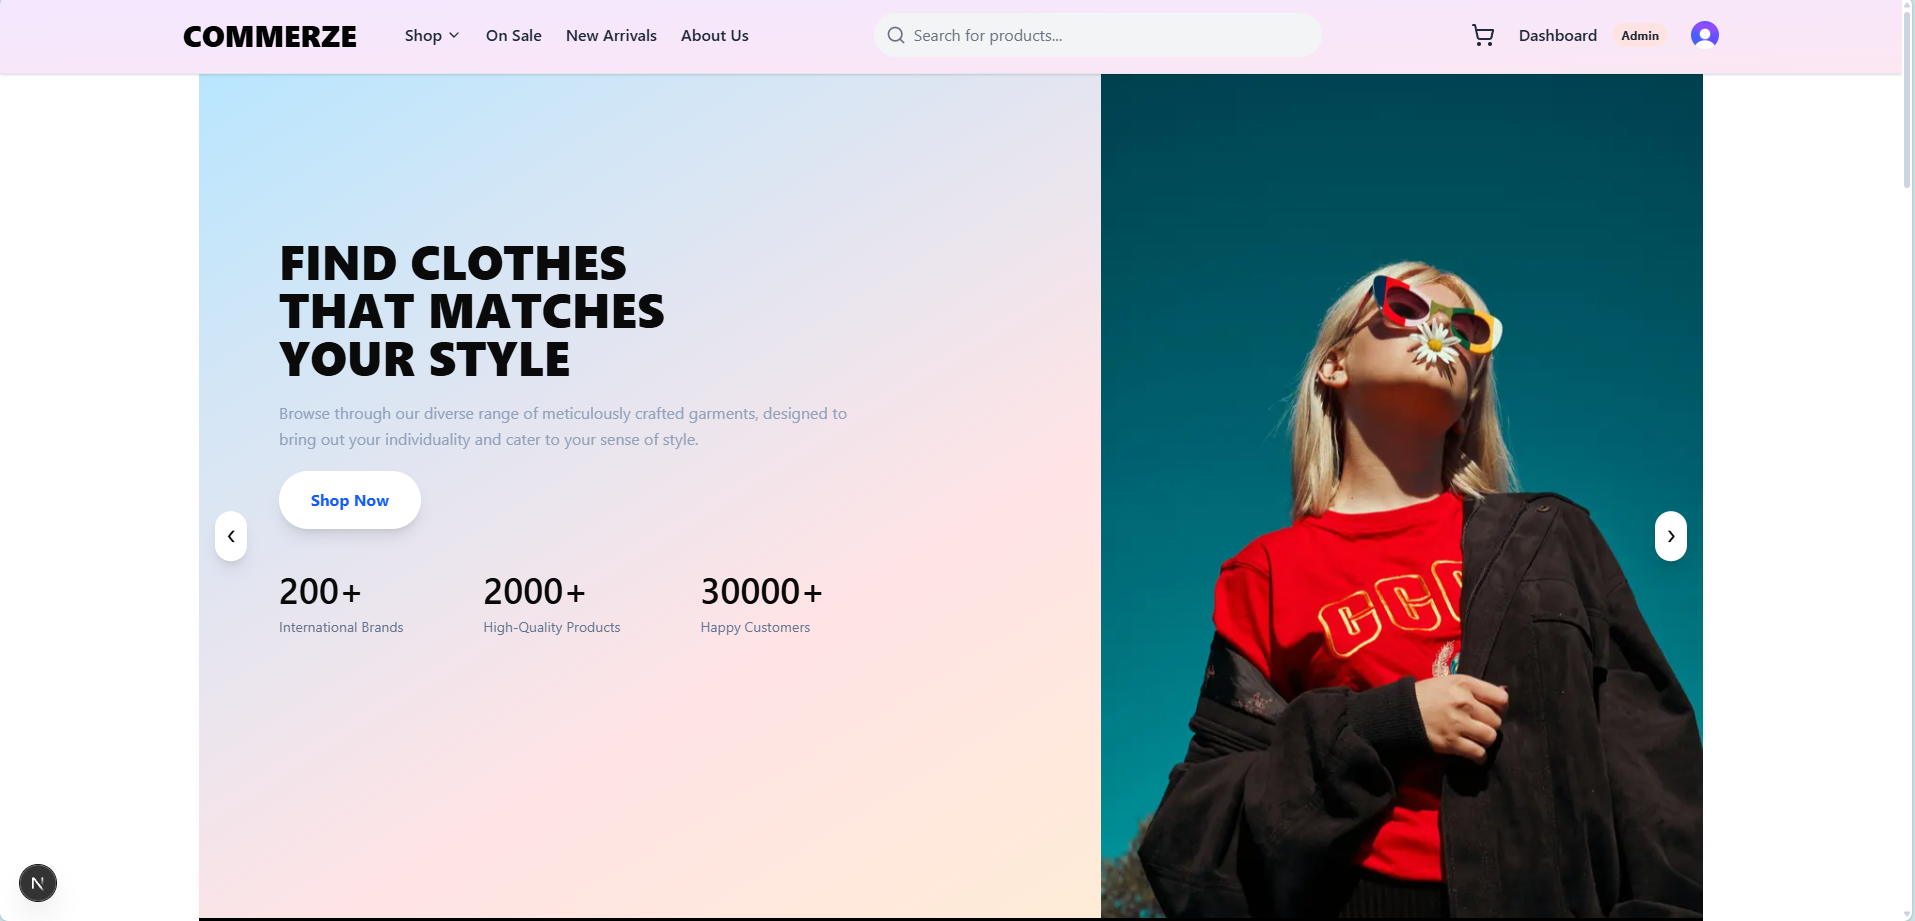 COMMERZE
Shop
On Sale
New Arrivals
About Us
Search for products...
Dashboard
Admin
FIND CLOTHES
THAT MATCHES
YOUR STYLE
Browse through our diverse range of meticulously crafted garments, designed to
bring out your individuality and cater to your sense of style.
Shop Now
200+
International Brands
2000+
High-Quality Products
30000+
Happy Customers
CCC
N